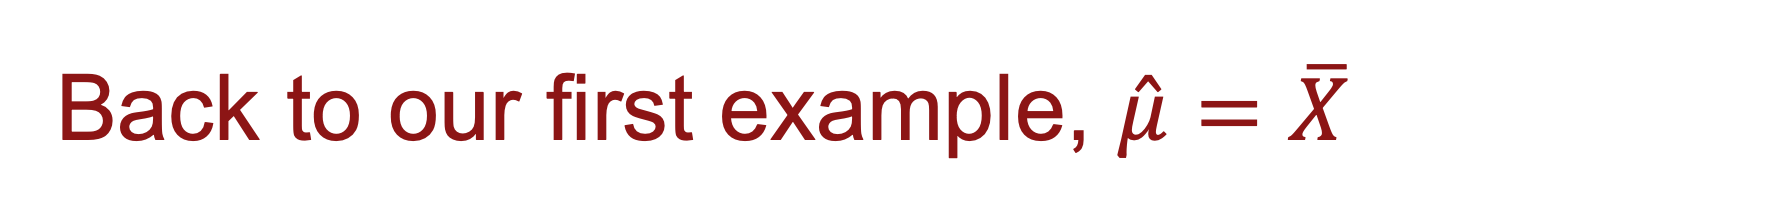 Back to our first example, μ̂ = X̄